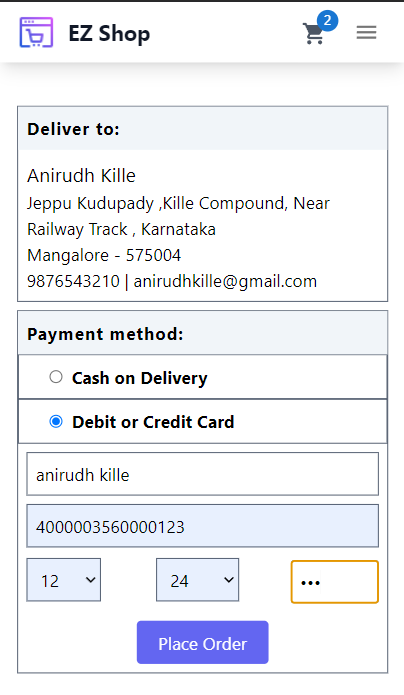 EZ Shop
2
Deliver to:
Anirudh Kille
Jeppu Kudupady ,Kille Compound, Near
Railway Track , Karnataka
Mangalore - 575004
9876543210 | anirudhkille@gmail.com
Payment method:
Cash on Delivery
Debit or Credit Card
anirudh kille
4000003560000123
12 24 •••
Place Order